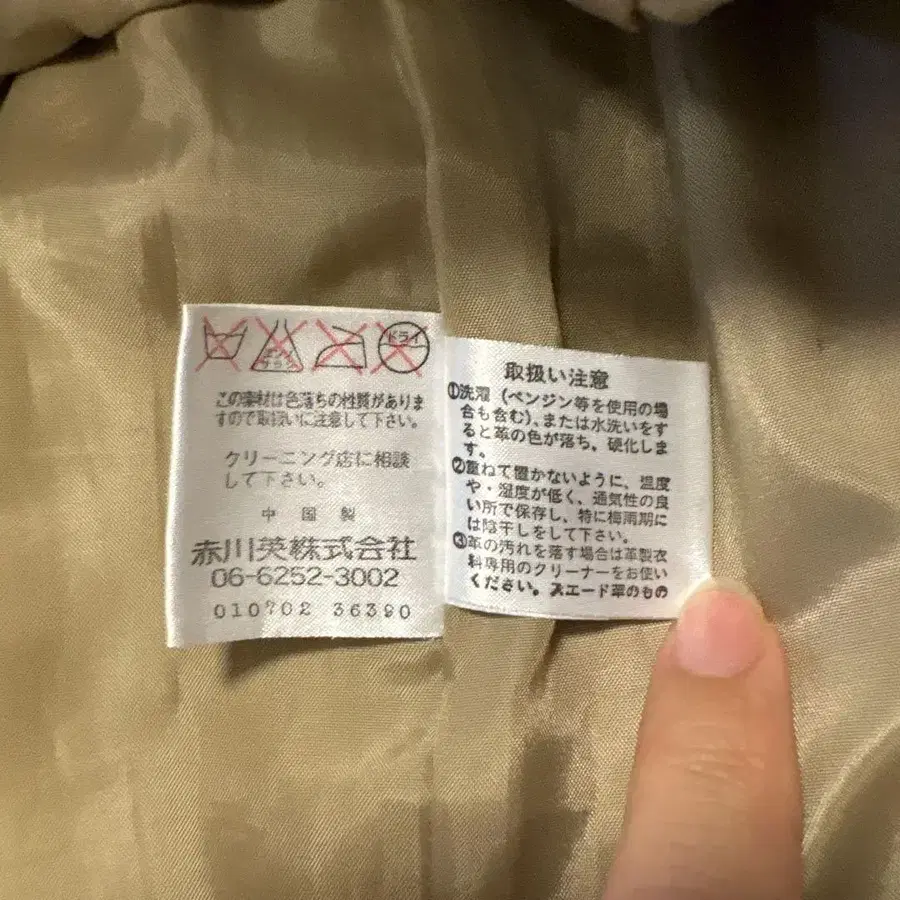 エンソ
サラシ
ドライ
この素材は色落ちの性質がありま
すので取扱いに注意して下さい。
クリーニング店に相談
して下さい。
中国製
赤川英株式会社
06-6252-3002
010702 36390
取扱い注意
①洗濯（ベンジン等を使用の場
合も含む）、または水洗いをす
ると革の色が落ち、硬化しま
す。
②重ねて置かないように、温度
や・湿度が低く、通気性の良
い所で保存し、特に梅雨期に
は陰干しをして下さい。
③革の汚れを落す場合は革製衣
料専用のクリーナーをお使い
ください。スエード革のもの